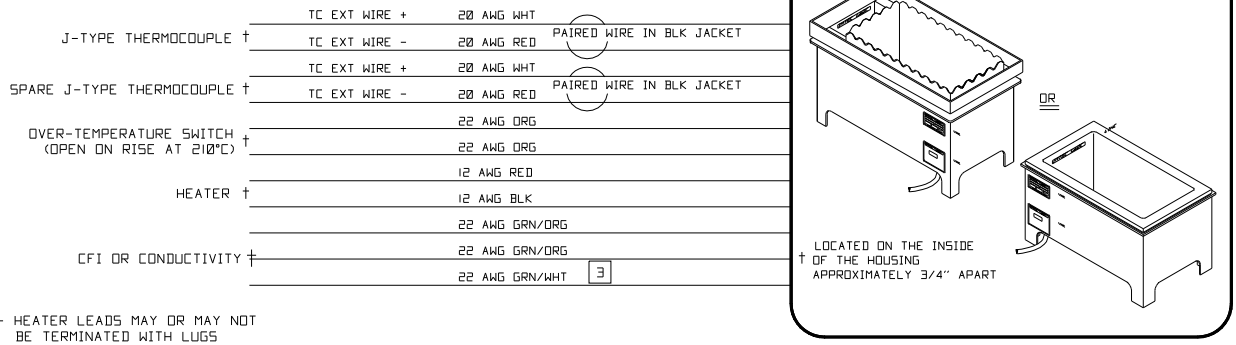 TC EXT WIRE + 20 AWG WHT
J-TYPE THERMOCOUPLE † PAIRED WIRE IN BLK JACKET
TC EXT WIRE - 20 AWG RED
TC EXT WIRE + 20 AWG WHT
SPARE J-TYPE THERMOCOUPLE † PAIRED WIRE IN BLK JACKET
TC EXT WIRE - 20 AWG RED
22 AWG ORG
OVER-TEMPERATURE SWITCH †
(OPEN ON RISE AT 210°C)
22 AWG ORG
12 AWG RED
HEATER †
12 AWG BLK
22 AWG GRN/ORG
22 AWG GRN/ORG
CFI OR CONDUCTIVITY ‡
22 AWG GRN/WHT 3
OR
LOCATED ON THE INSIDE
† OF THE HOUSING
APPROXIMATELY 3/4" APART
- HEATER LEADS MAY OR MAY NOT
BE TERMINATED WITH LUGS